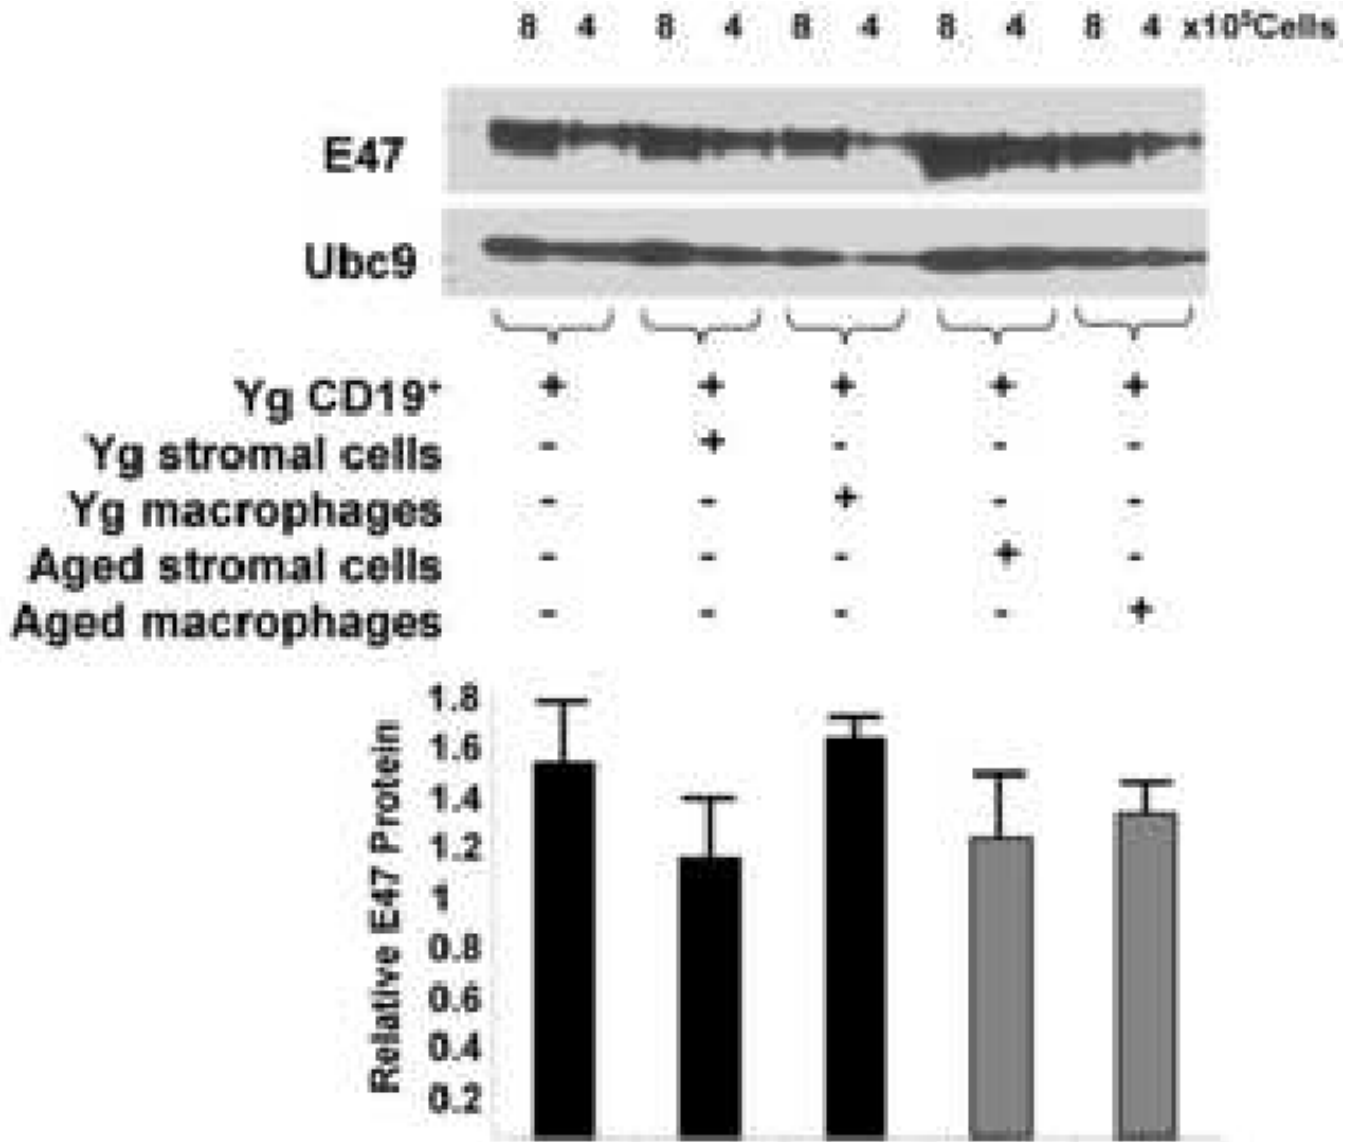 8 4 8 4 8 4 8 4 8 4 x10⁵Cells
E47
Ubc9
Yg CD19⁺ + + + + +
Yg stromal cells - + - - -
Yg macrophages - - + - -
Aged stromal cells - - - + -
Aged macrophages - - - - +
Relative E47 Protein
1.8
1.6
1.4
1.2
1
0.8
0.6
0.4
0.2